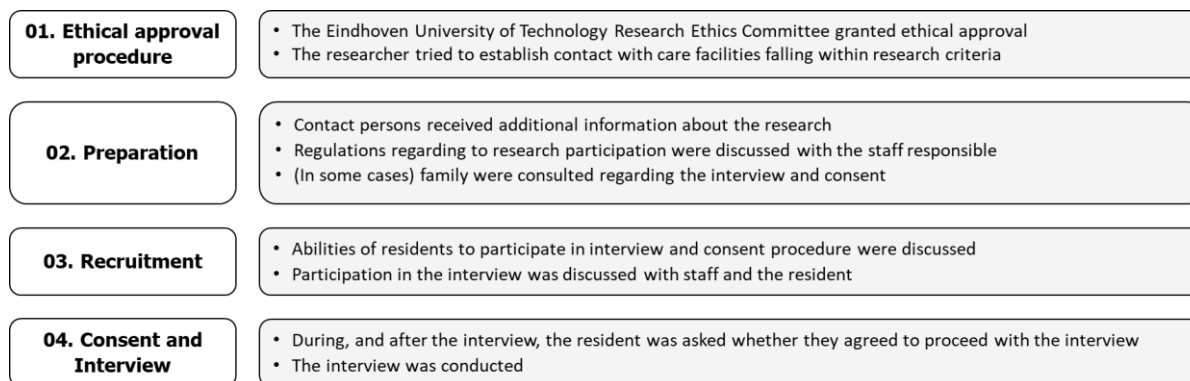 01. Ethical approval
procedure
• The Eindhoven University of Technology Research Ethics Committee granted ethical approval
• The researcher tried to establish contact with care facilities falling within research criteria
02. Preparation
• Contact persons received additional information about the research
• Regulations regarding to research participation were discussed with the staff responsible
• (In some cases) family were consulted regarding the interview and consent
03. Recruitment
• Abilities of residents to participate in interview and consent procedure were discussed
• Participation in the interview was discussed with staff and the resident
04. Consent and
Interview
• During, and after the interview, the resident was asked whether they agreed to proceed with the interview
• The interview was conducted